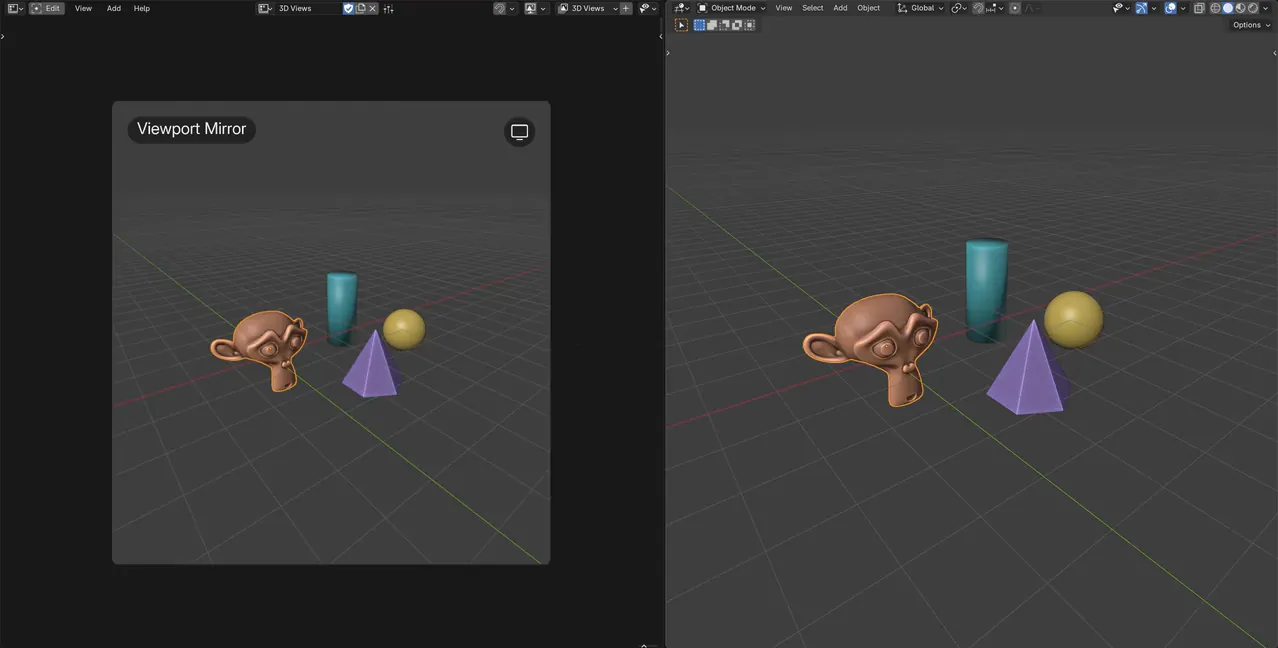 Edit View Add Help 3D Views 3D Views
Object Mode View Select Add Object Global
Options
Viewport Mirror